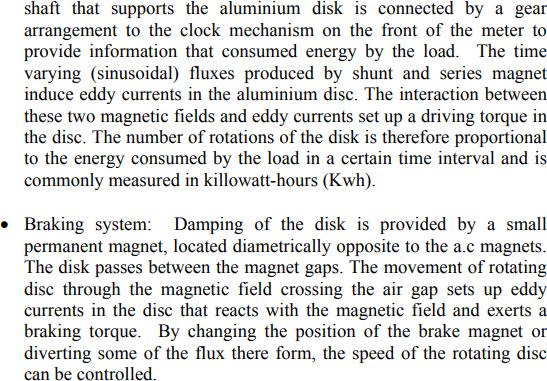 shaft that supports the aluminium disk is connected by a gear
arrangement to the clock mechanism on the front of the meter to
provide information that consumed energy by the load. The time
varying (sinusoidal) fluxes produced by shunt and series magnet
induce eddy currents in the aluminium disc. The interaction between
these two magnetic fields and eddy currents set up a driving torque in
the disc. The number of rotations of the disk is therefore proportional
to the energy consumed by the load in a certain time interval and is
commonly measured in killowatt-hours (Kwh).
• Braking system: Damping of the disk is provided by a small
permanent magnet, located diametrically opposite to the a.c magnets.
The disk passes between the magnet gaps. The movement of rotating
disc through the magnetic field crossing the air gap sets up eddy
currents in the disc that reacts with the magnetic field and exerts a
braking torque. By changing the position of the brake magnet or
diverting some of the flux there form, the speed of the rotating disc
can be controlled.